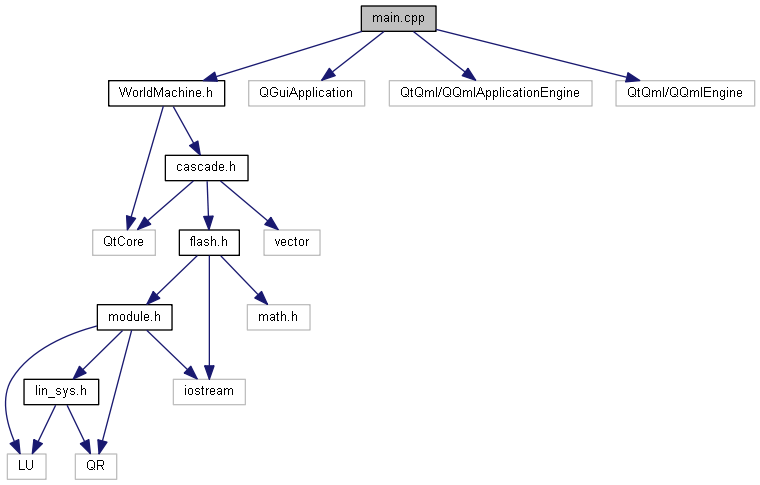 main.cpp
WorldMachine.h
QGuiApplication
QtQml/QQmlApplicationEngine
QtQml/QQmlEngine
cascade.h
QtCore
flash.h
vector
module.h
math.h
lin_sys.h
iostream
LU
QR